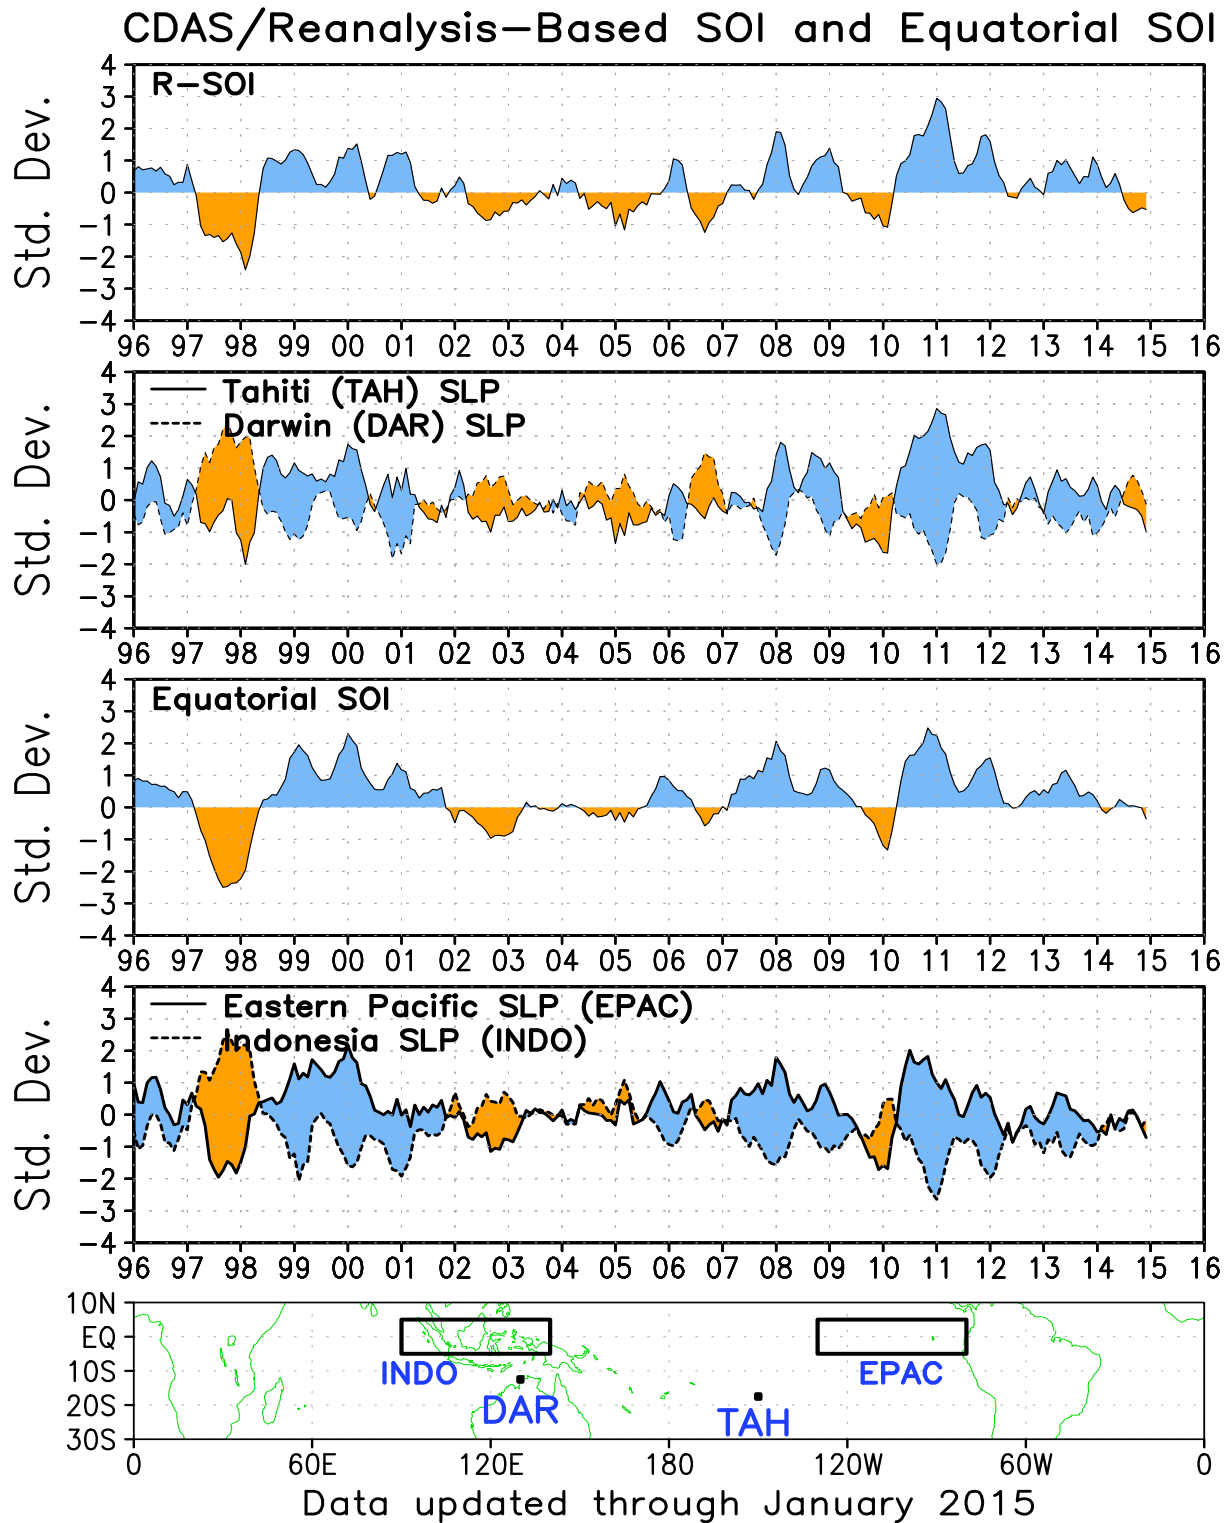 CDAS/Reanalysis-Based SOI and Equatorial SOI
R-SOI
Std. Dev.
4
3
2
1
0
-1
-2
-3
-4
96 97 98 99 00 01 02 03 04 05 06 07 08 09 10 11 12 13 14 15 16
Tahiti (TAH) SLP
Darwin (DAR) SLP
Std. Dev.
4
3
2
1
0
-1
-2
-3
-4
96 97 98 99 00 01 02 03 04 05 06 07 08 09 10 11 12 13 14 15 16
Equatorial SOI
Std. Dev.
4
3
2
1
0
-1
-2
-3
-4
96 97 98 99 00 01 02 03 04 05 06 07 08 09 10 11 12 13 14 15 16
Eastern Pacific SLP (EPAC)
Indonesia SLP (INDO)
Std. Dev.
4
3
2
1
0
-1
-2
-3
-4
96 97 98 99 00 01 02 03 04 05 06 07 08 09 10 11 12 13 14 15 16
10N
EQ
10S
20S
30S
INDO
DAR
TAH
EPAC
0 60E 120E 180 120W 60W 0
Data updated through January 2015